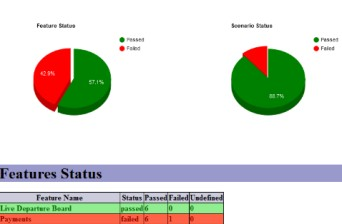 Feature Status
Scenario Status
Passed
Failed
42.9%
57.1%
Passed
Failed
88.7%
Features Status
Feature Name Status Passed Failed Undefined
Live Departure Board passed 6 0 0
Payments failed 6 1 0